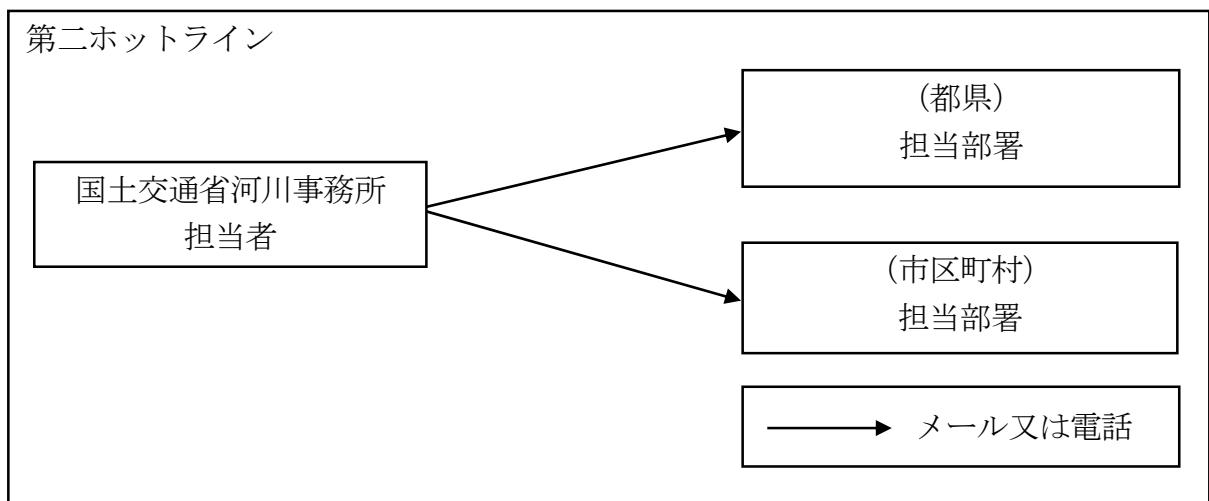 第二ホットライン
(都県)
担当部署
国土交通省河川事務所
担当者
(市区町村)
担当部署
メール又は電話